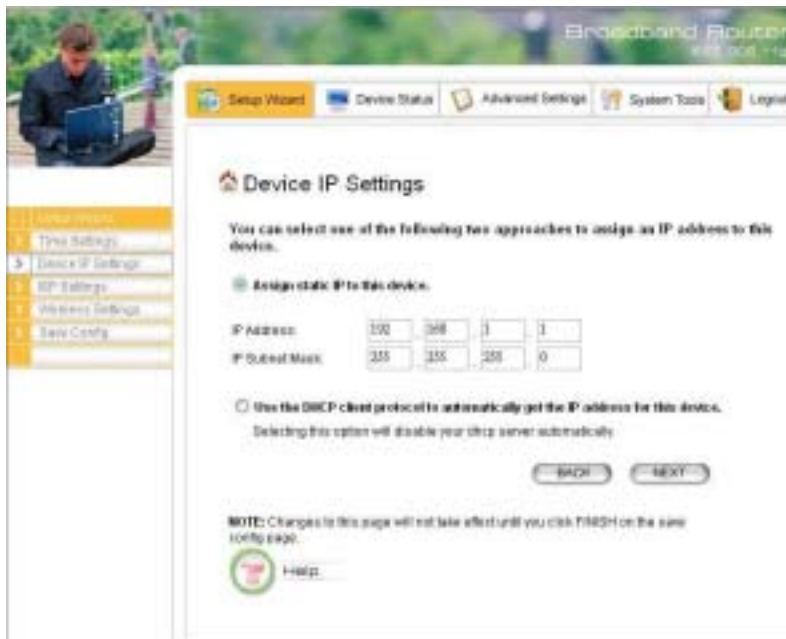 Broadband Router
Setup Wizard
Device Status
Advanced Settings
System Tools
Logout
Device IP Settings
You can select one of the following two approaches to assign an IP address to this
device.
Setup Wizard
Time Settings
Device IP Settings
ISP Settings
Wireless Settings
Save Config
Assign static IP to this device.
IP Address: 192 . 168 . 1 . 1
IP Subnet Mask: 255 . 255 . 255 . 0
Use the DHCP client protocol to automatically get the IP address for this device.
Selecting this option will disable your dhcp server automatically
BACK
NEXT
NOTE: Changes to this page will not take effect until you click FINISH on the save
config page.
Help